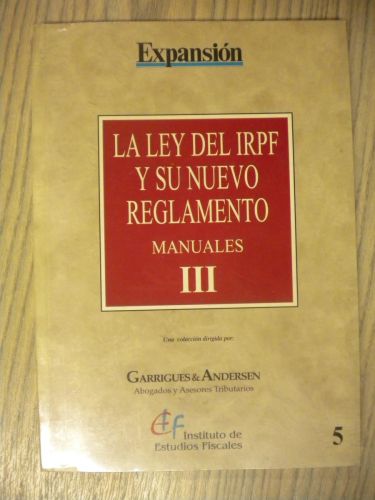 Expansión
LA LEY DEL IRPF
Y SU NUEVO
REGLAMENTO
MANUALES
III
Una colección dirigida por:
GARRIGUES & ANDERSEN
Abogados y Asesores Tributarios
IEF Instituto de
Estudios Fiscales
5